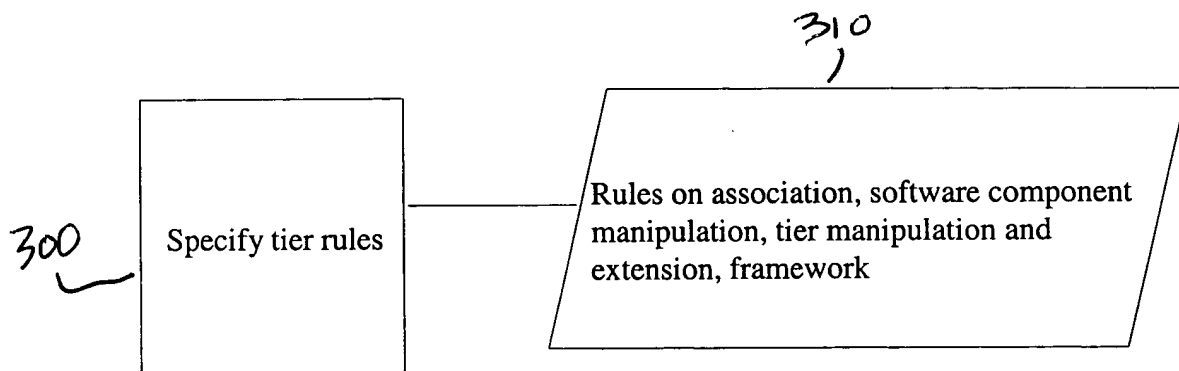 310
Rules on association, software component
manipulation, tier manipulation and
extension, framework
Specify tier rules
300